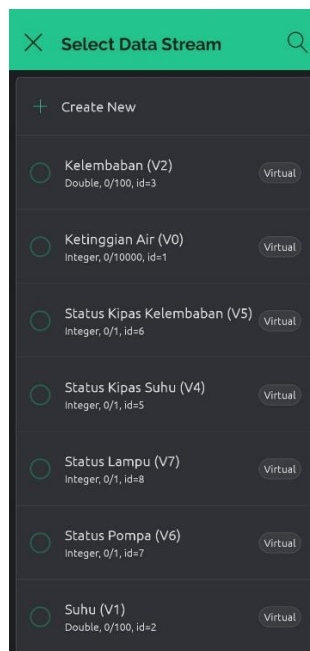 Select Data Stream
Create New
Kelembaban (V2)
Double, 0/100, id=3
Virtual
Ketinggian Air (V0)
Integer, 0/10000, id=1
Virtual
Status Kipas Kelembaban (V5)
Integer, 0/1, id=6
Virtual
Status Kipas Suhu (V4)
Integer, 0/1, id=5
Virtual
Status Lampu (V7)
Integer, 0/1, id=8
Virtual
Status Pompa (V6)
Integer, 0/1, id=7
Virtual
Suhu (V1)
Double, 0/100, id=2
Virtual